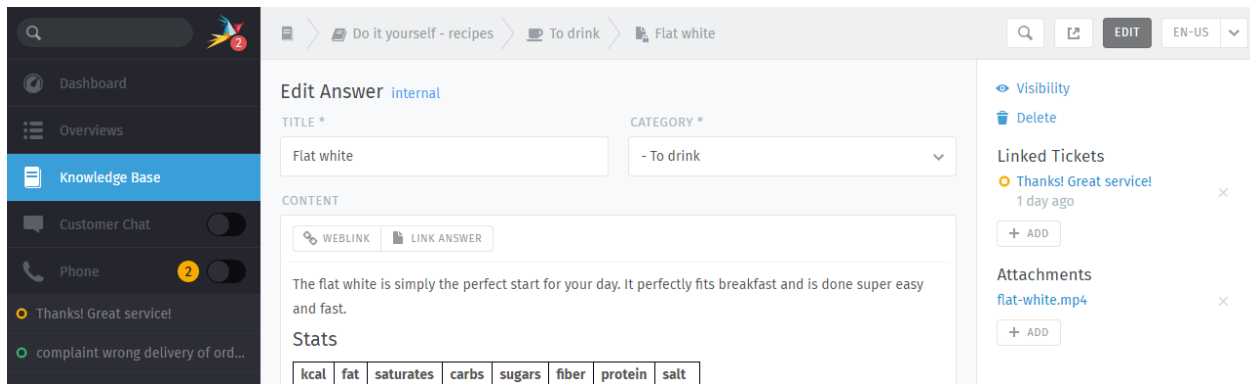 2
Dashboard
Overviews
Knowledge Base
Customer Chat
Phone 2
Thanks! Great service!
complaint wrong delivery of ord...
Do it yourself - recipes To drink Flat white
EDIT EN-US
Edit Answer internal
TITLE * CATEGORY *
Flat white - To drink
CONTENT
WEBLINK LINK ANSWER
The flat white is simply the perfect start for your day. It perfectly fits breakfast and is done super easy
and fast.
Stats
kcal fat saturates carbs sugars fiber protein salt
Visibility
Delete
Linked Tickets
Thanks! Great service!
1 day ago
+ ADD
Attachments
flat-white.mp4
+ ADD